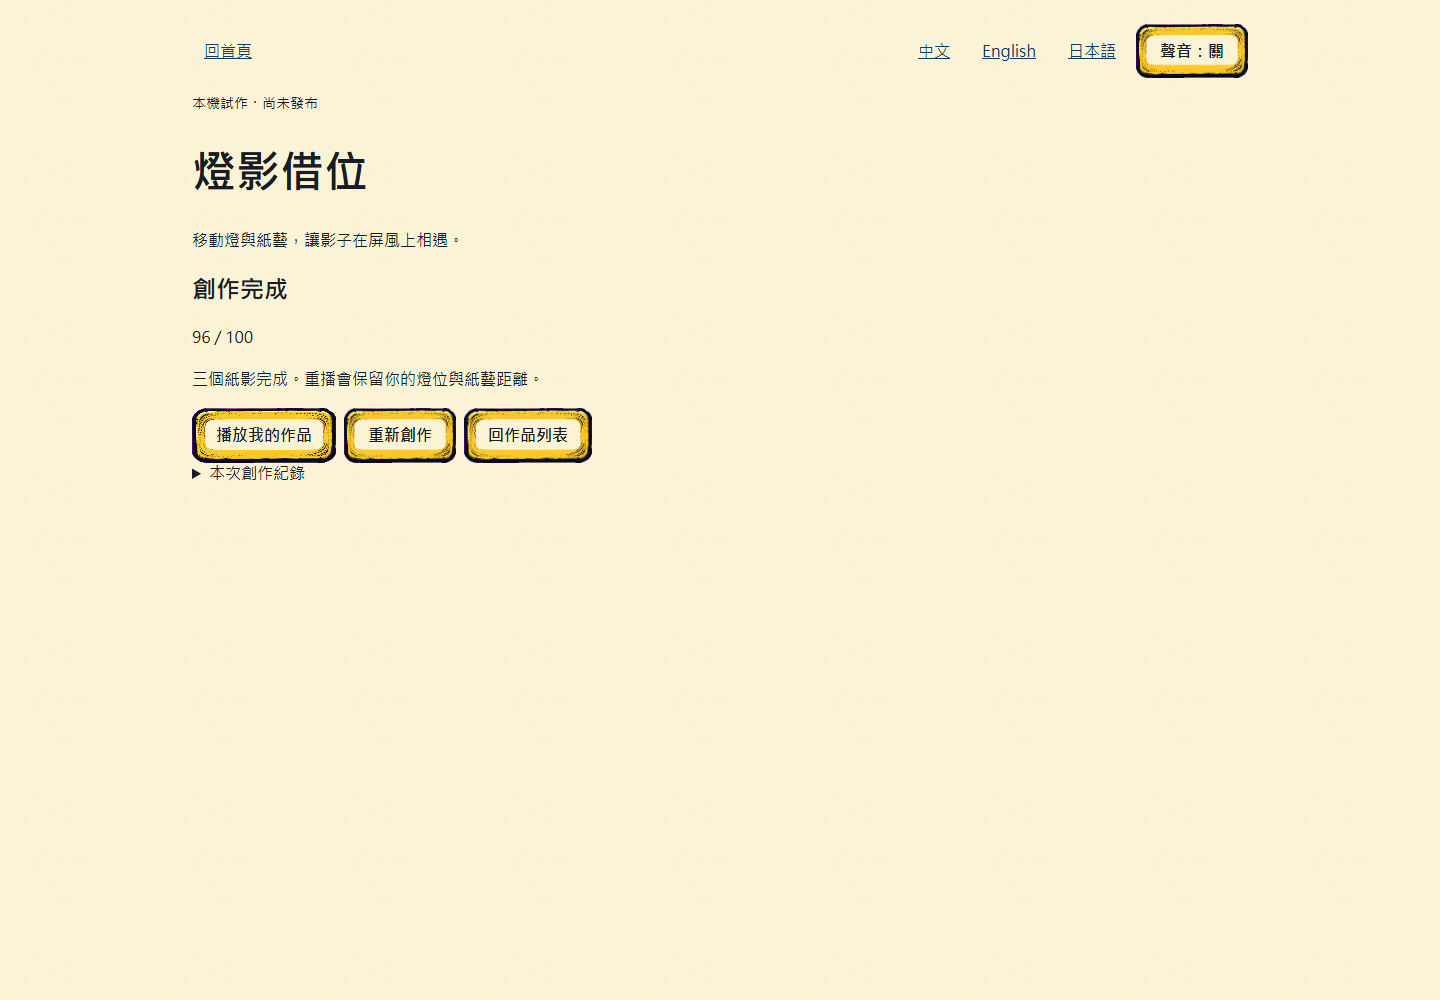 回首頁 中文 English 日本語 聲音：關
本機試作・尚未發布
燈影借位
移動燈與紙藝，讓影子在屏風上相遇。
創作完成
96 / 100
三個紙影完成。重播會保留你的燈位與紙藝距離。
播放我的作品 重新創作 回作品列表
▶ 本次創作紀錄